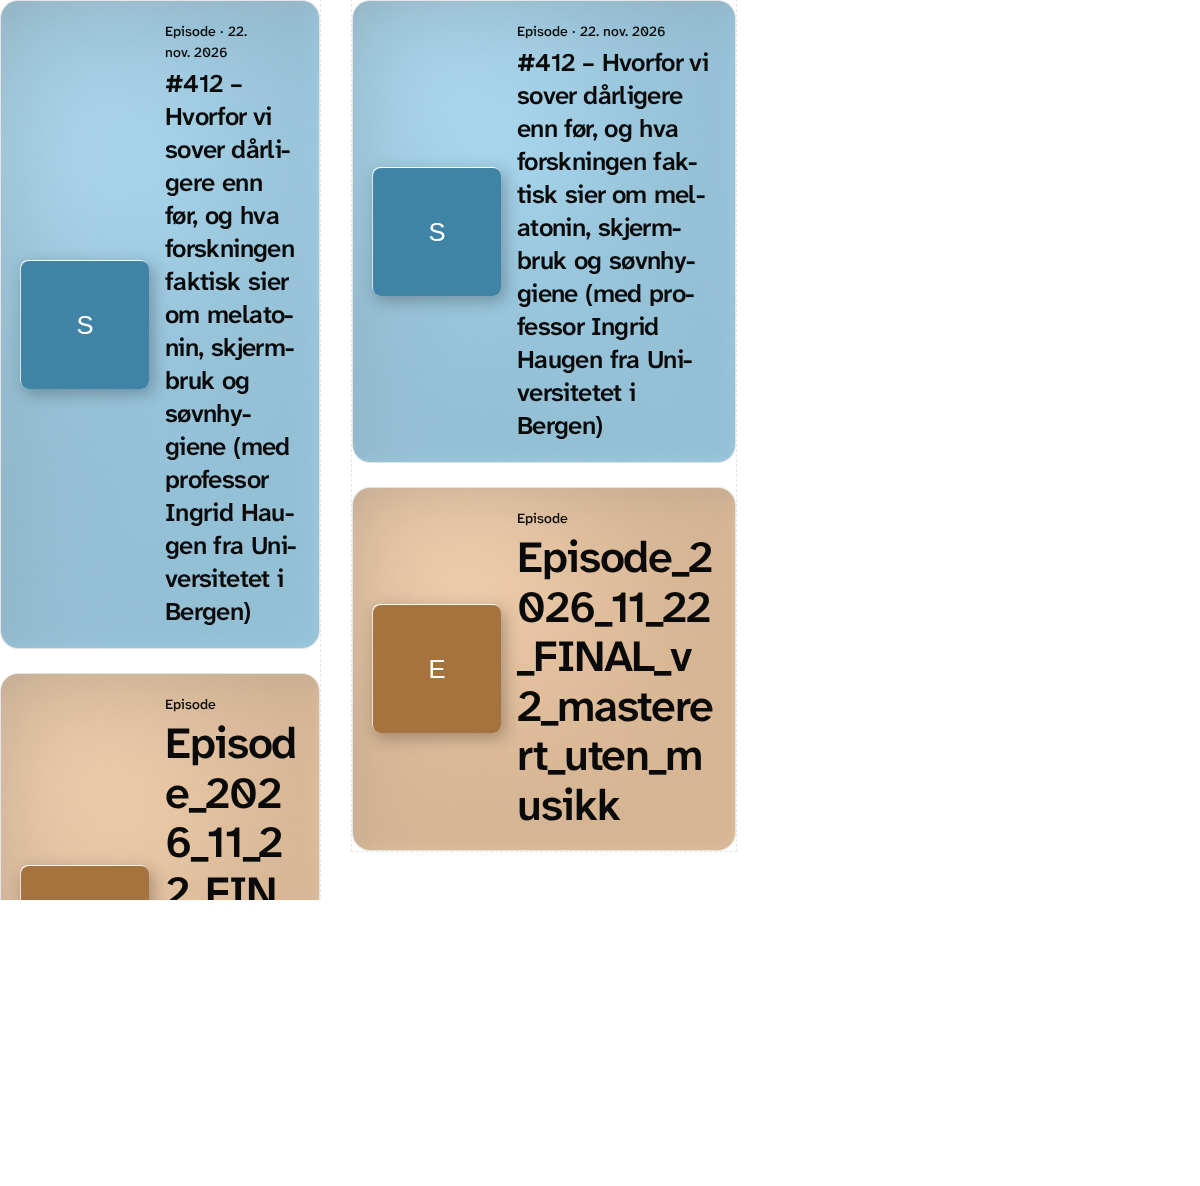 Episode · 22.
nov. 2026
#412 –
Hvorfor vi
sover dårli-
gere enn
før, og hva
forskningen
faktisk sier
om melato-
nin, skjerm-
bruk og
søvnhy-
giene (med
professor
Ingrid Hau-
gen fra Uni-
versitetet i
Bergen)
S
Episode
Episod
e_202
6_11_2
2_FIN
Episode · 22. nov. 2026
#412 – Hvorfor vi
sover dårligere
enn før, og hva
forskningen fak-
tisk sier om mel-
atonin, skjerm-
bruk og søvnhy-
giene (med pro-
fessor Ingrid
Haugen fra Uni-
versitetet i
Bergen)
S
Episode
Episode_2
026_11_22
_FINAL_v
2_mastere
rt_uten_m
usikk
E